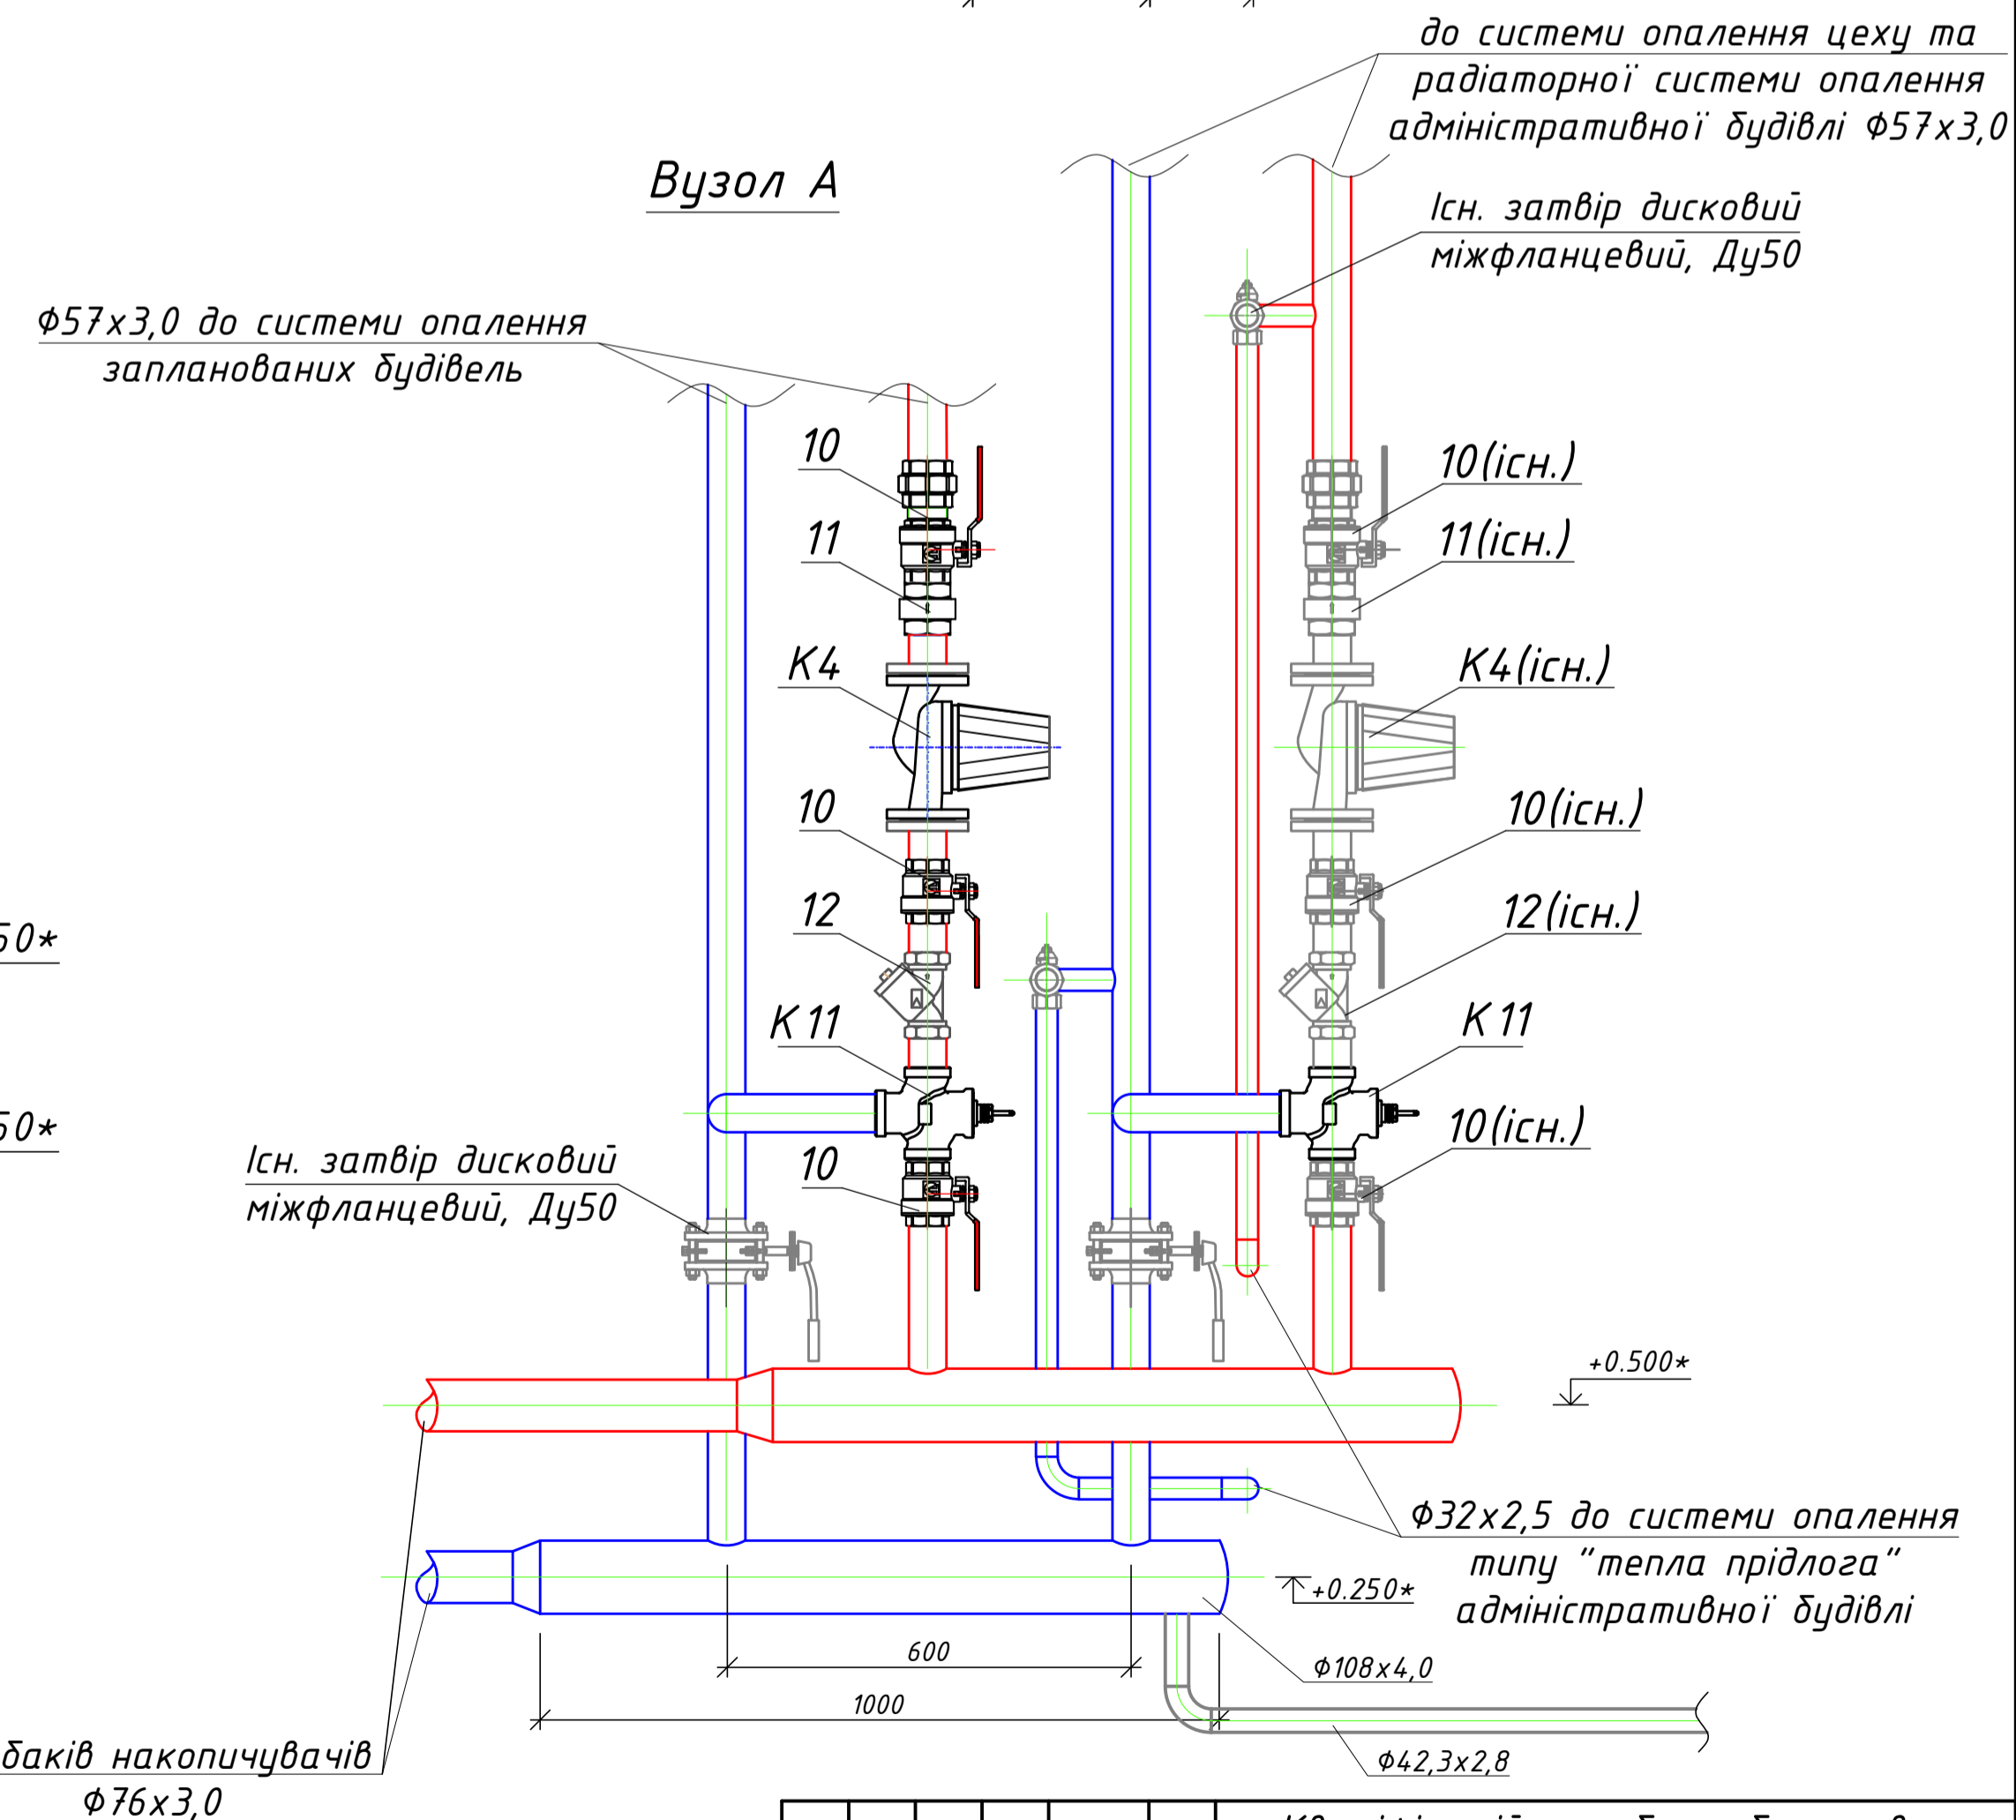 до системи опалення цеху та
радіаторної системи опалення
адміністративної будівлі Ф57х3,0
Вузол А
Існ. затвір дисковий
міжфланцевий, Ду50
Ф57х3,0 до системи опалення
запланованих будівель
10
10(існ.)
11
11(існ.)
К4
К4(існ.)
10
10(існ.)
12
12(існ.)
50*
К11
К11
50*
10(існ.)
Існ. затвір дисковий
міжфланцевий, Ду50
10
+0.500*
Ф32х2,5 до системи опалення
типу "тепла прідлога"
адміністративної будівлі
+0.250*
600
Ф108х4,0
1000
баків накопичувачів
Ф76х3,0
Ф42,3х2,8